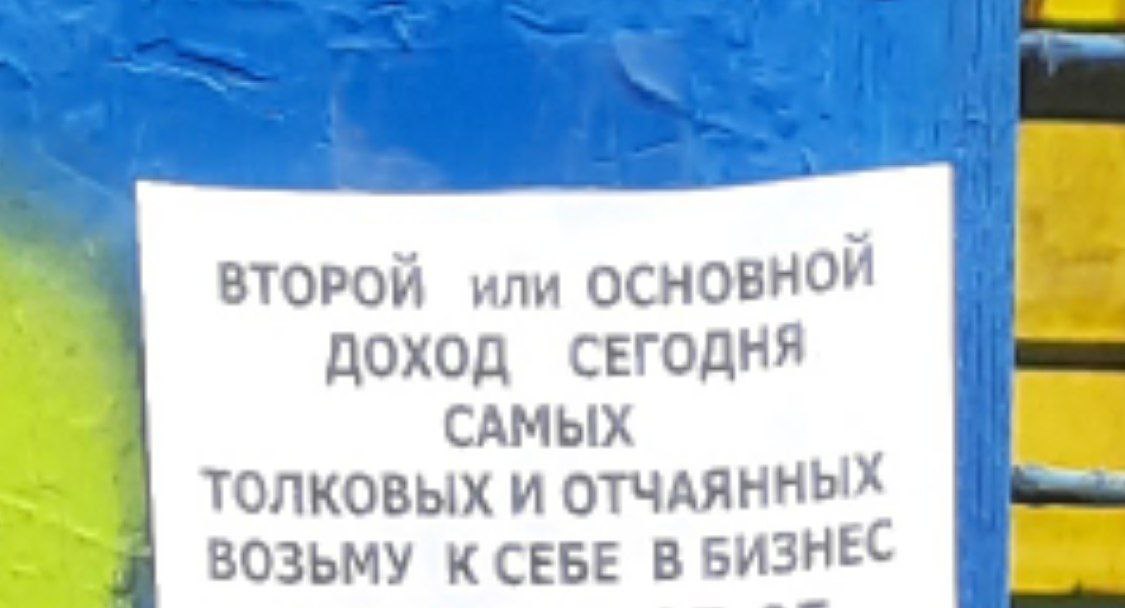 ВТОРОЙ или ОСНОВНОЙ
ДОХОД СЕГОДНЯ
САМЫХ
ТОЛКОВЫХ И ОТЧАЯННЫХ
ВОЗЬМУ К СЕБЕ В БИЗНЕС